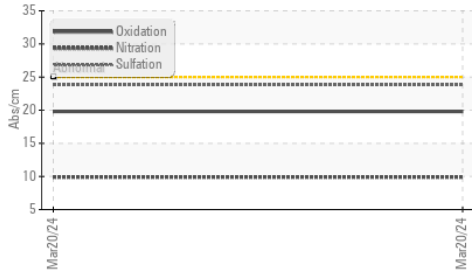 35
30
25
20
15
10
5
Abs/cm
Oxidation
Nitration
Sulfation
Abnormal
Mar20/24
Mar20/24